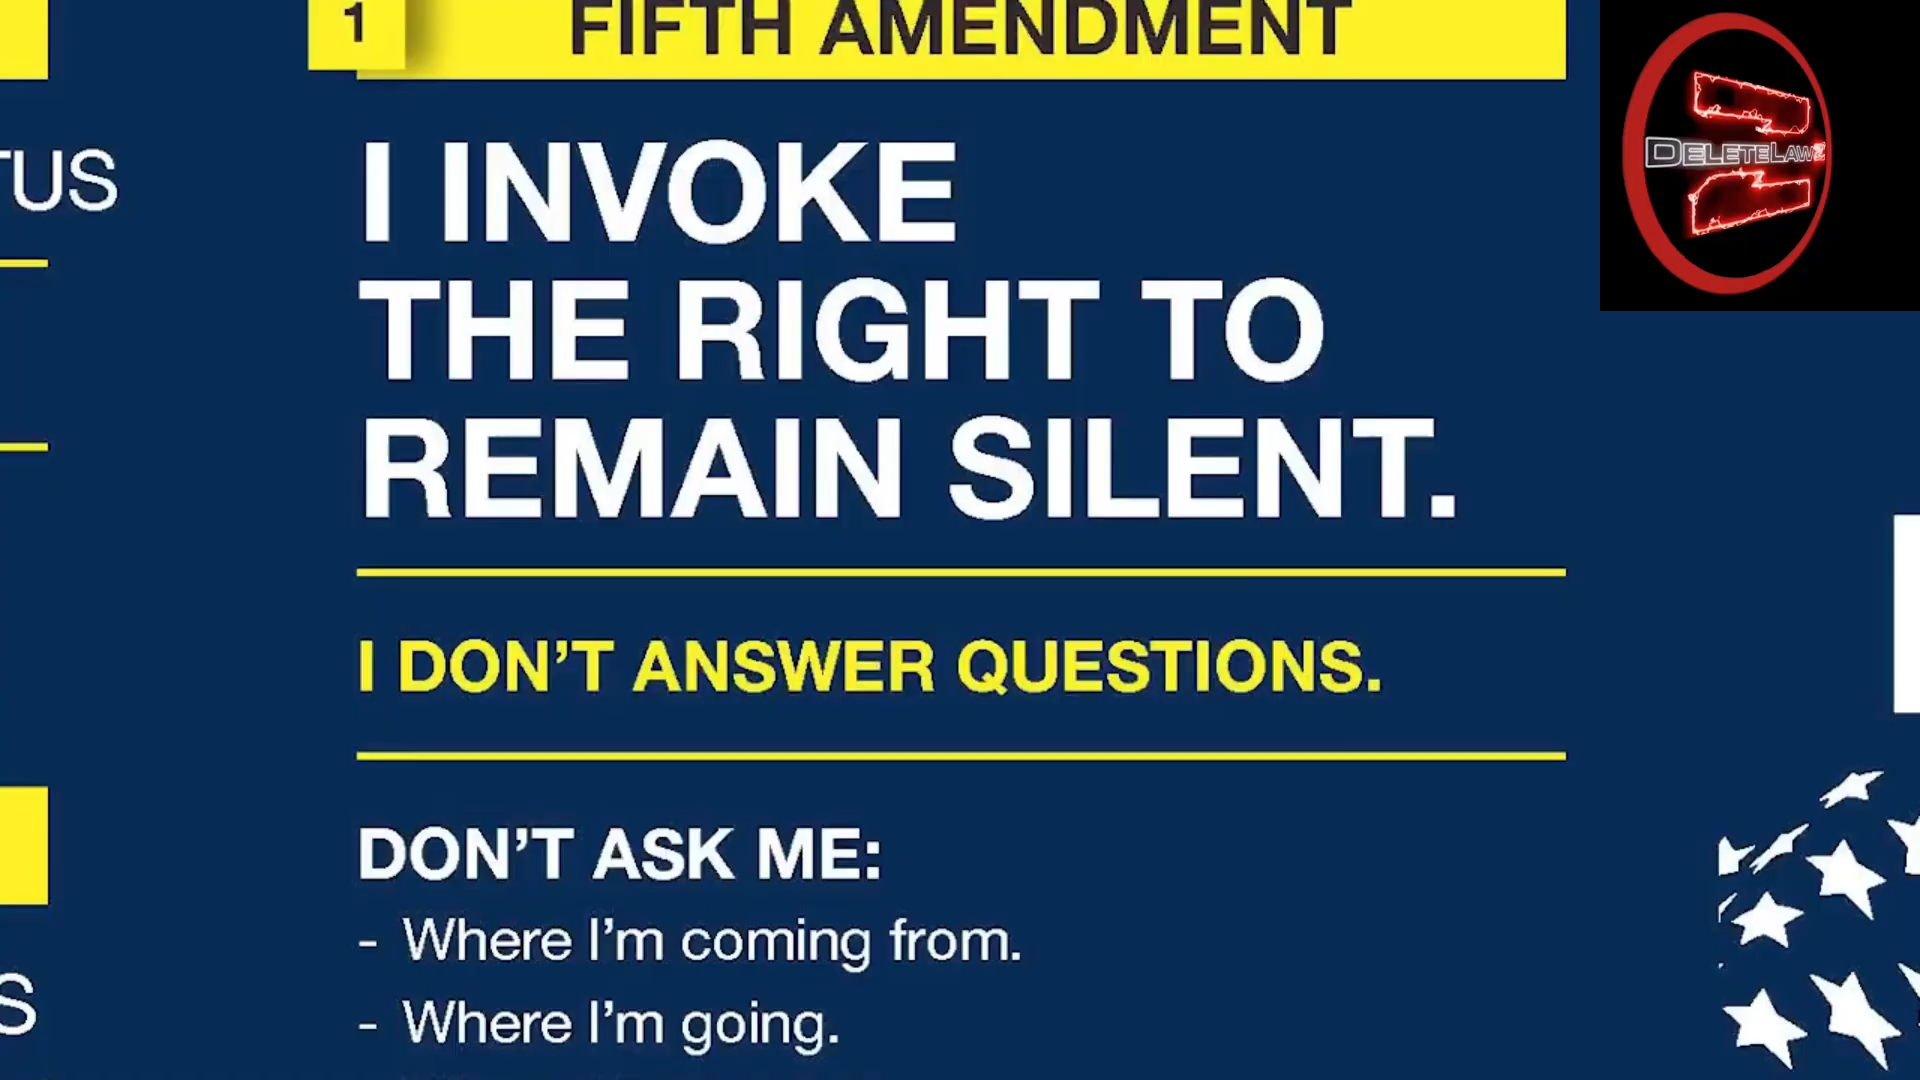 1
FIFTH AMENDMENT
TUS
I INVOKE
THE RIGHT TO
REMAIN SILENT.
I DON'T ANSWER QUESTIONS.
DON'T ASK ME:
- Where I'm coming from.
- Where I'm going.
S
DELETELAWZ